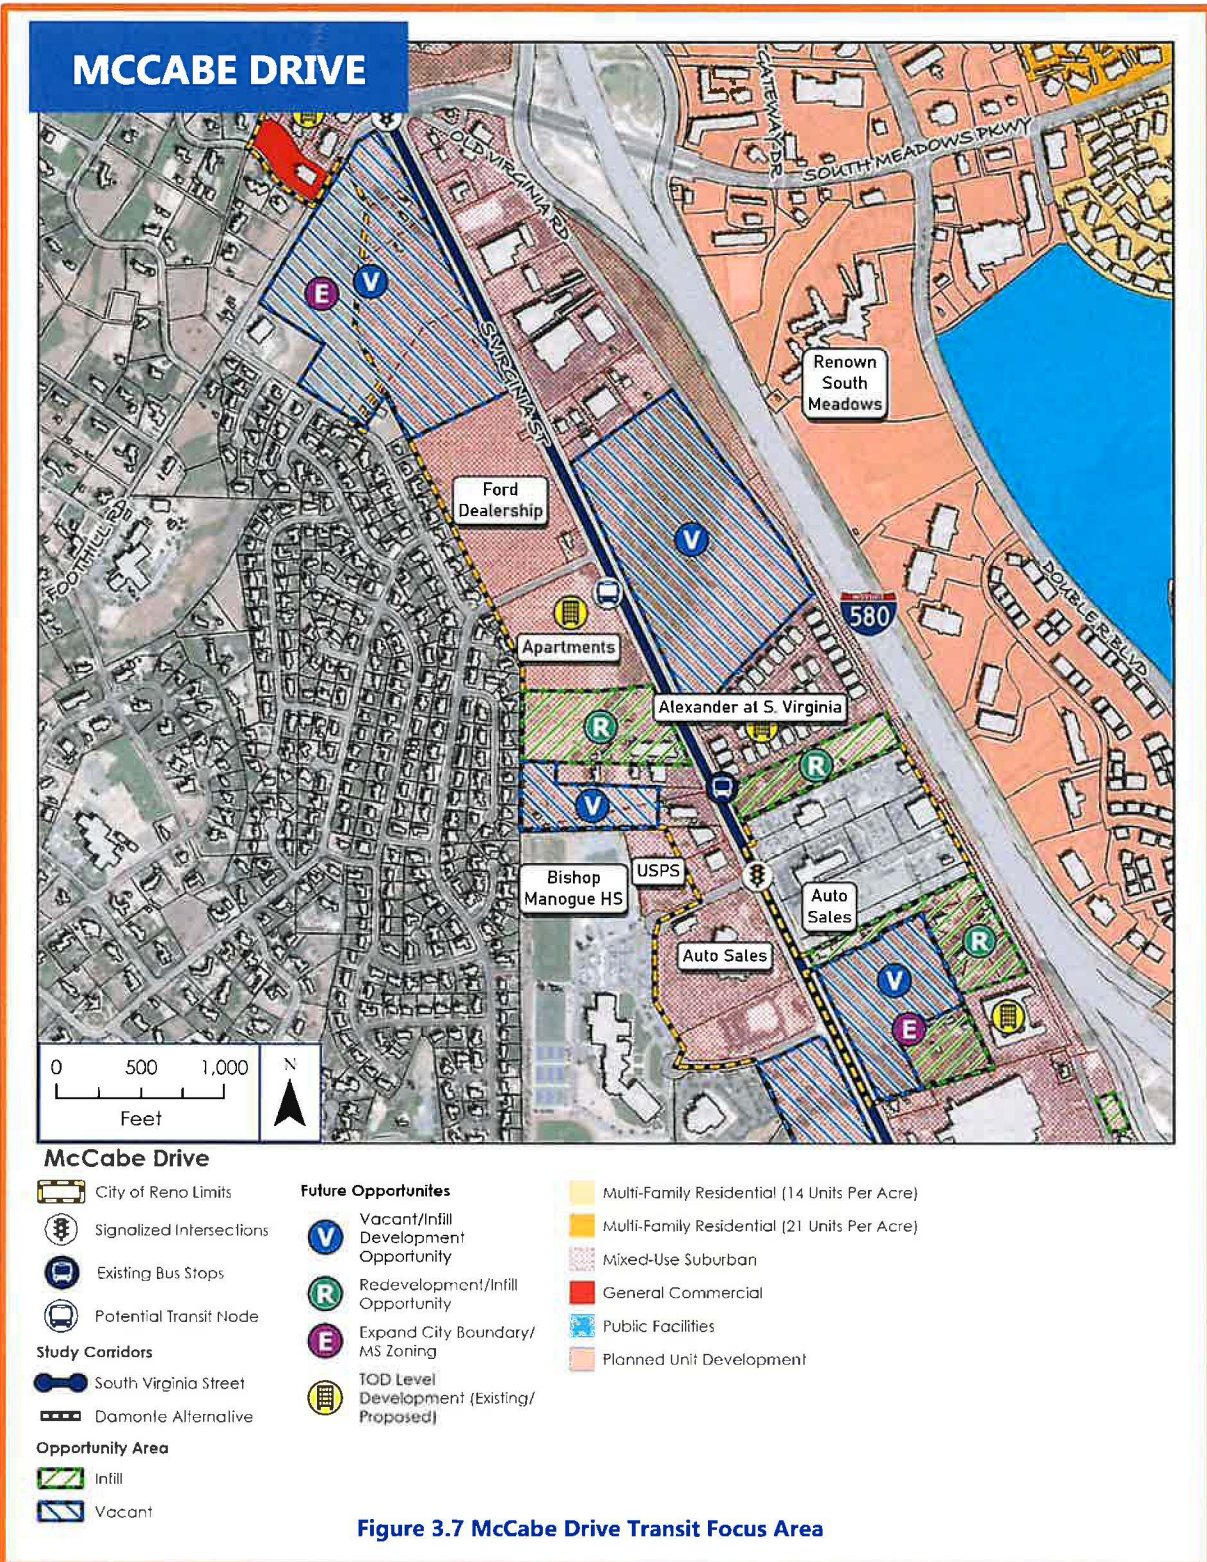 MCCABE DRIVE
OLD VIRGINIA RD
GATEWAY DR
SOUTH MEADOWS PKWY
E
V
S VIRGINIA ST
Renown
South
Meadows
Ford
Dealership
FOOTHILL RD
V
INTERSTATE
580
DOUBLE R BLVD
Apartments
Alexander at S. Virginia
R
R
V
Bishop
Manogue HS
USPS
Auto
Sales
Auto Sales
R
V
E
0 500 1,000
Feet
N
McCabe Drive
City of Reno Limits
Signalized Intersections
Existing Bus Stops
Potential Transit Node
Study Corridors
South Virginia Street
Damonte Alternative
Opportunity Area
Infill
Vacant
Future Opportunites
V
Vacant/Infill
Development
Opportunity
R
Redevelopment/Infill
Opportunity
E
Expand City Boundary/
MS Zoning
TOD Level
Development (Existing/
Proposed)
Multi-Family Residential (14 Units Per Acre)
Multi-Family Residential (21 Units Per Acre)
Mixed-Use Suburban
General Commercial
Public Facilities
Planned Unit Development
Figure 3.7 McCabe Drive Transit Focus Area